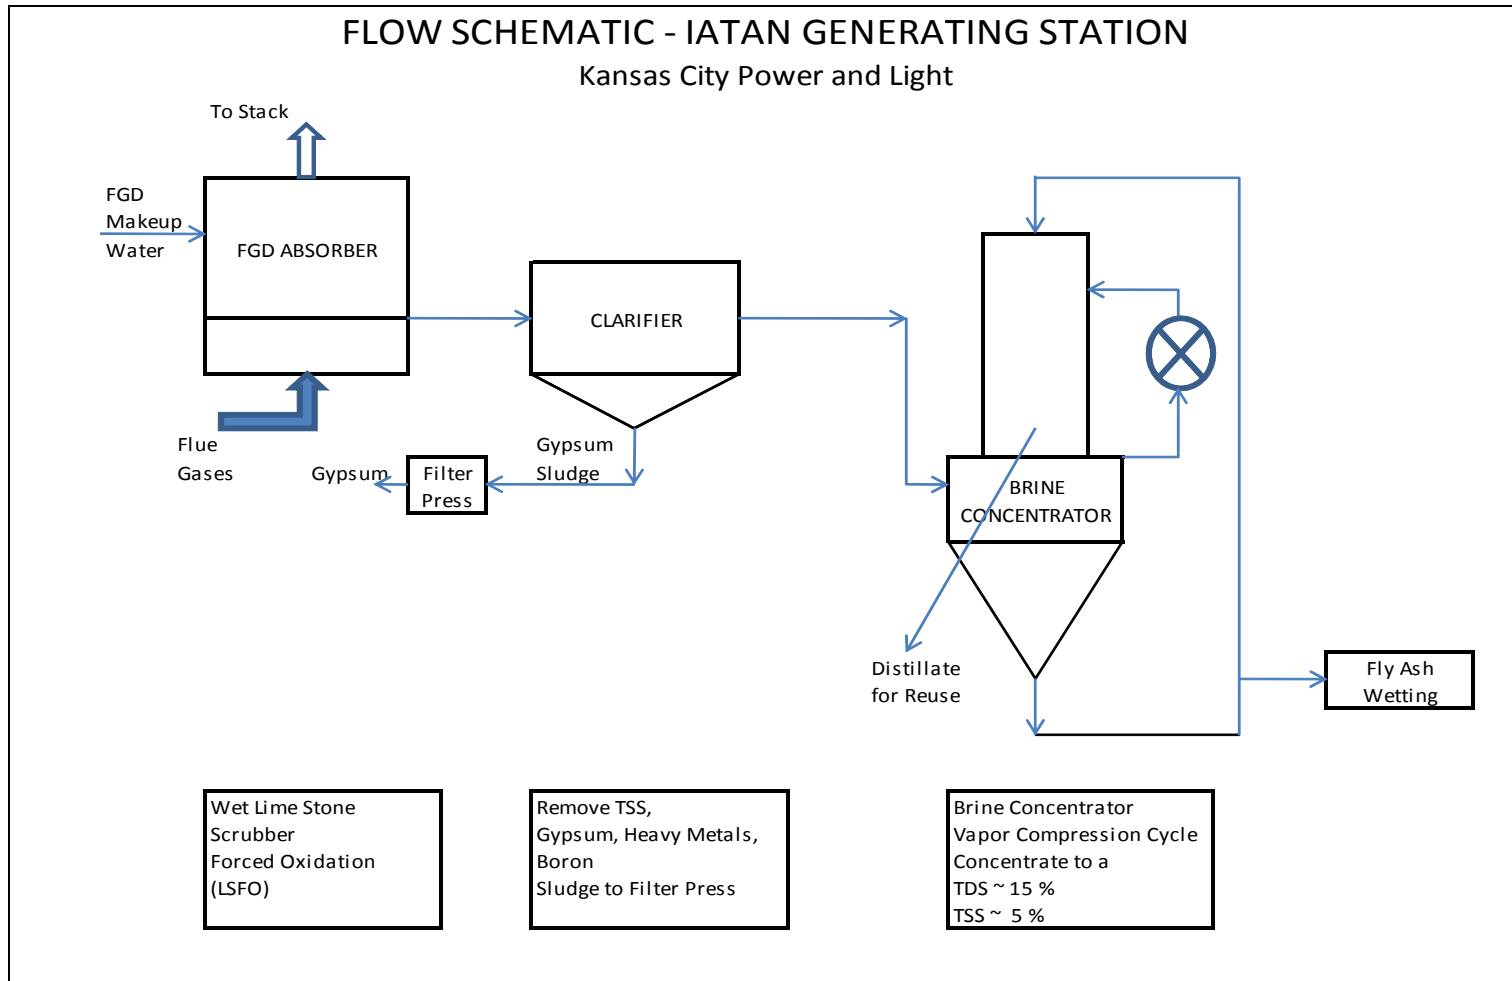 FLOW SCHEMATIC - IATAN GENERATING STATION
Kansas City Power and Light
To Stack
FGD
Makeup
Water
FGD ABSORBER
CLARIFIER
Flue
Gases
Gypsum
Filter
Press
Gypsum
Sludge
BRINE
CONCENTRATOR
Distillate
for Reuse
Fly Ash
Wetting
Wet Lime Stone
Scrubber
Forced Oxidation
(LSFO)
Remove TSS,
Gypsum, Heavy Metals,
Boron
Sludge to Filter Press
Brine Concentrator
Vapor Compression Cycle
Concentrate to a
TDS ~ 15 %
TSS ~ 5 %